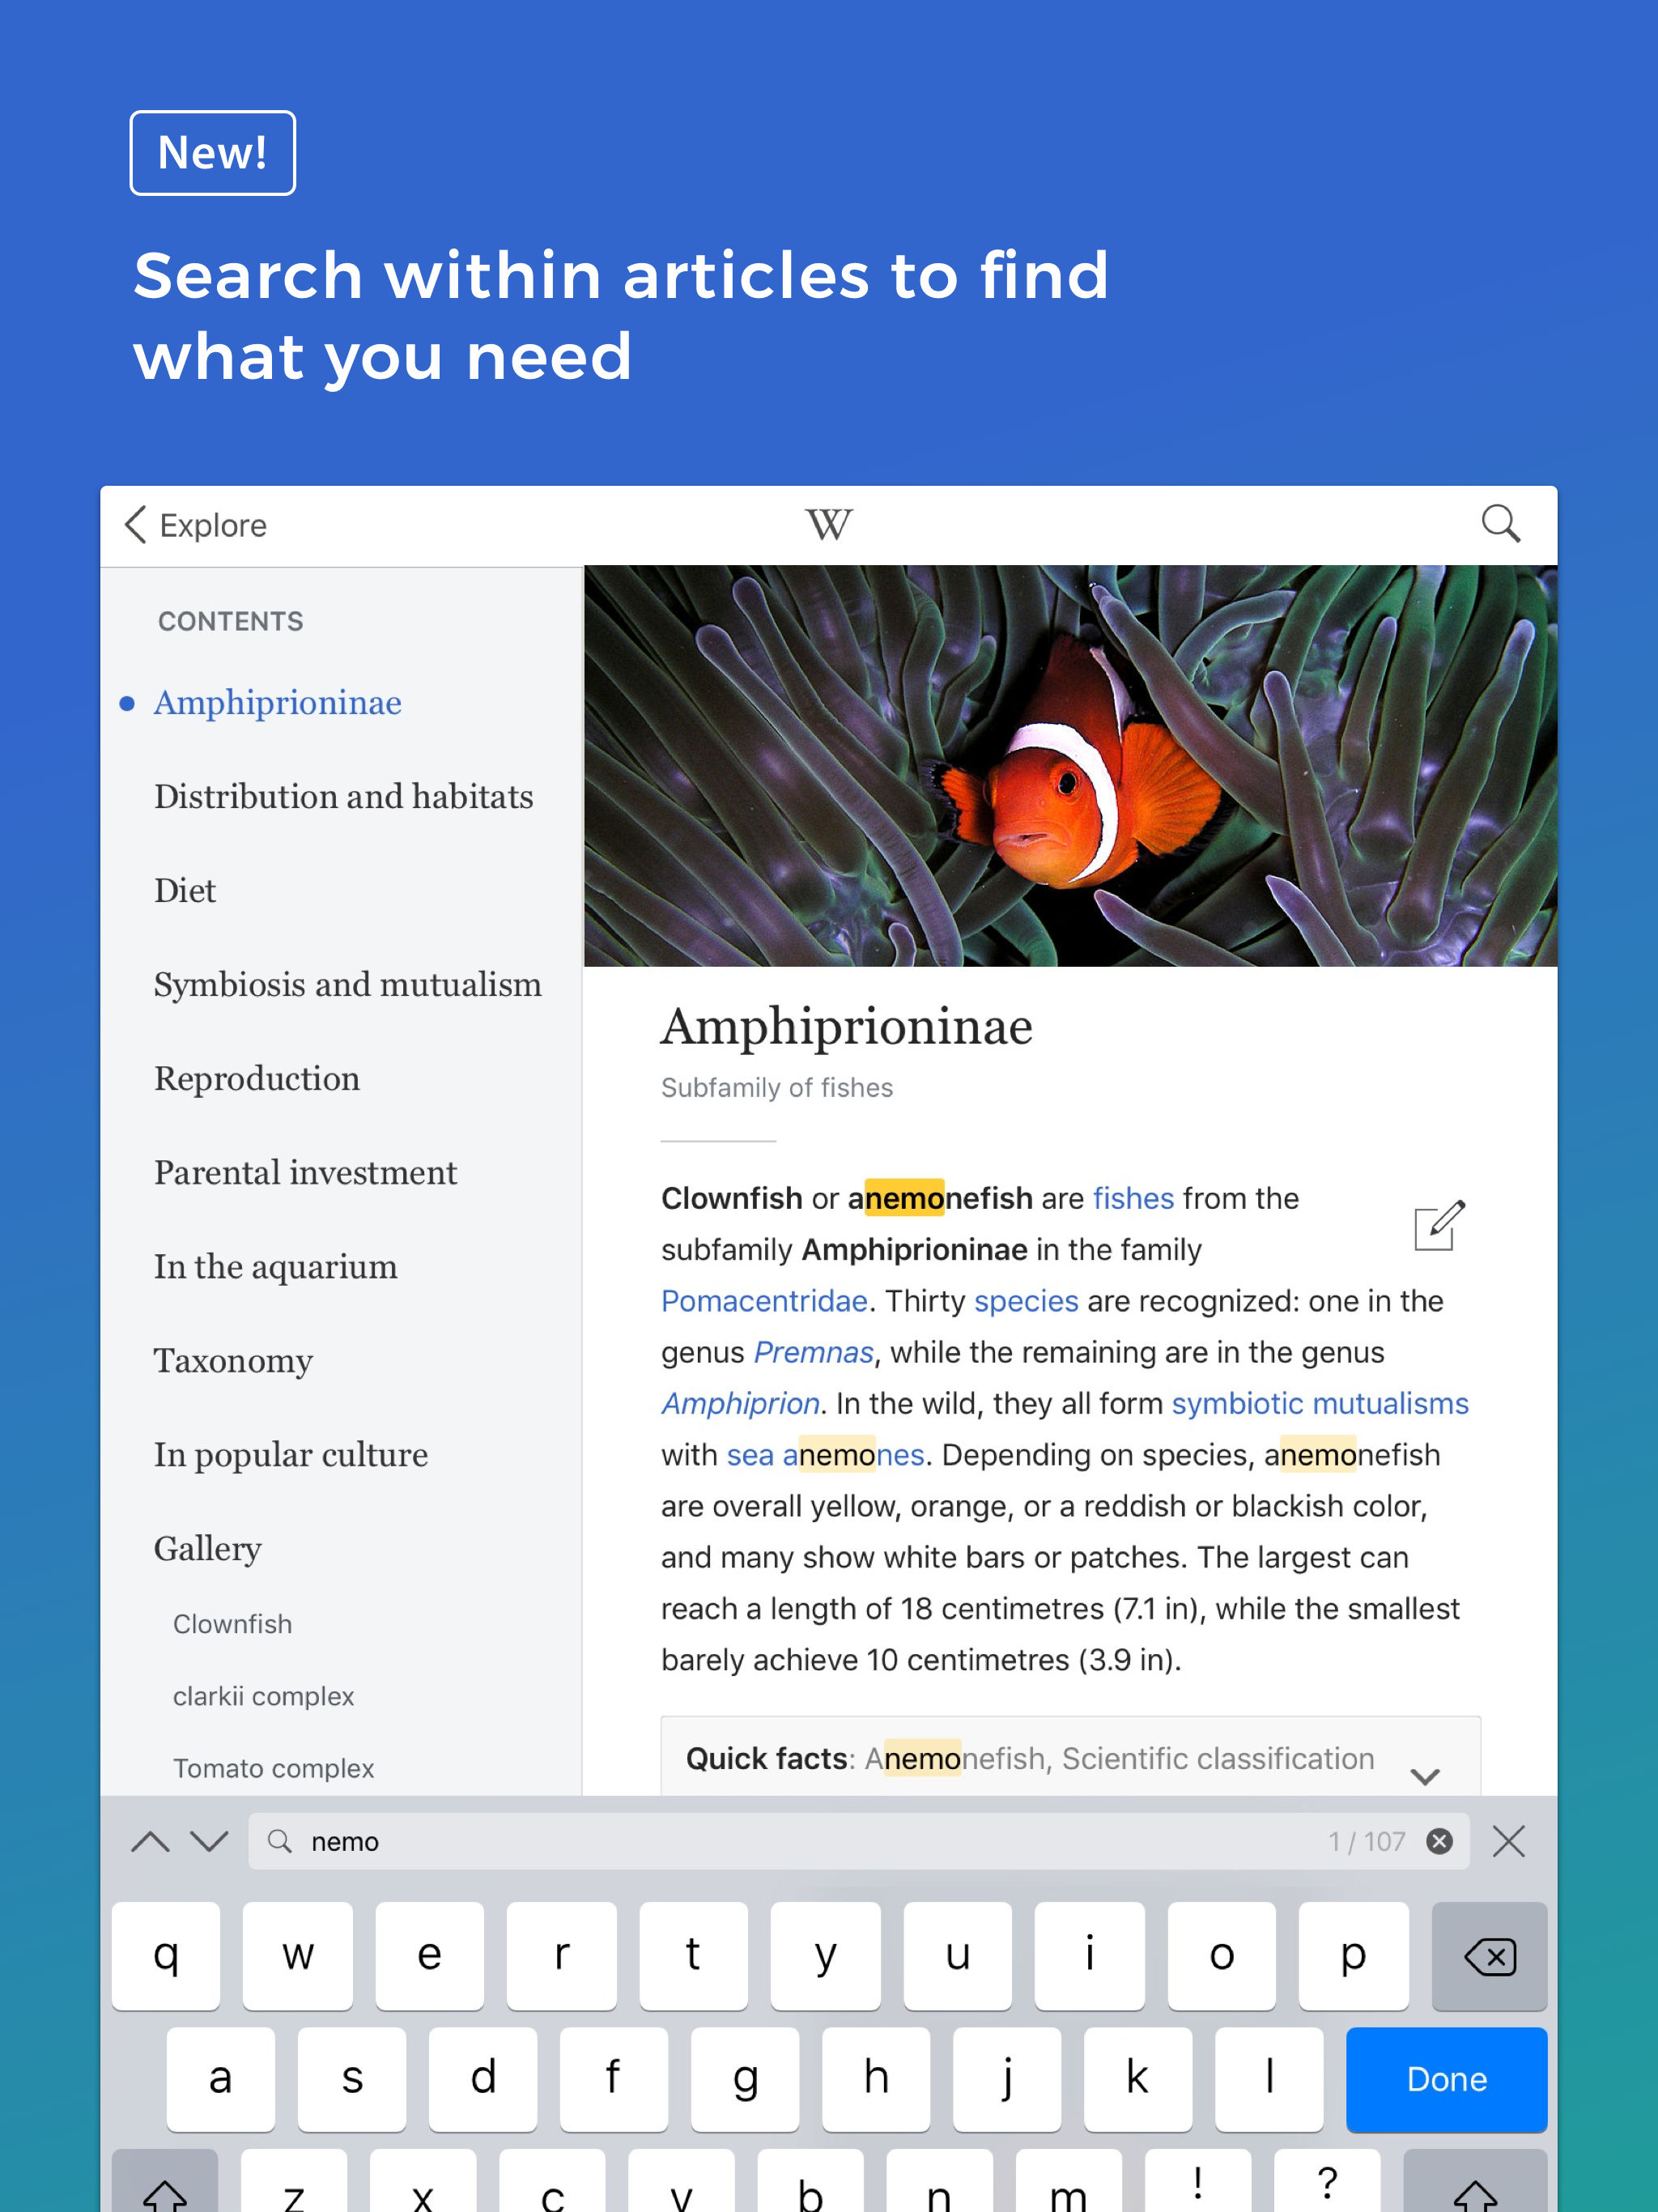 New!
Search within articles to find
what you need
Explore
W
CONTENTS
Amphiprioninae
Distribution and habitats
Diet
Symbiosis and mutualism
Reproduction
Parental investment
In the aquarium
Taxonomy
In popular culture
Gallery
Clownfish
clarkii complex
Tomato complex
Amphiprioninae
Subfamily of fishes
Clownfish or anemonefish are fishes from the
subfamily Amphiprioninae in the family
Pomacentridae. Thirty species are recognized: one in the
genus Premnas, while the remaining are in the genus
Amphiprion. In the wild, they all form symbiotic mutualisms
with sea anemones. Depending on species, anemonefish
are overall yellow, orange, or a reddish or blackish color,
and many show white bars or patches. The largest can
reach a length of 18 centimetres (7.1 in), while the smallest
barely achieve 10 centimetres (3.9 in).
Quick facts: Anemonefish, Scientific classification
nemo 1 / 107
q w e r t y u i o p
a s d f g h j k l Done
z x c v b n m ! ?